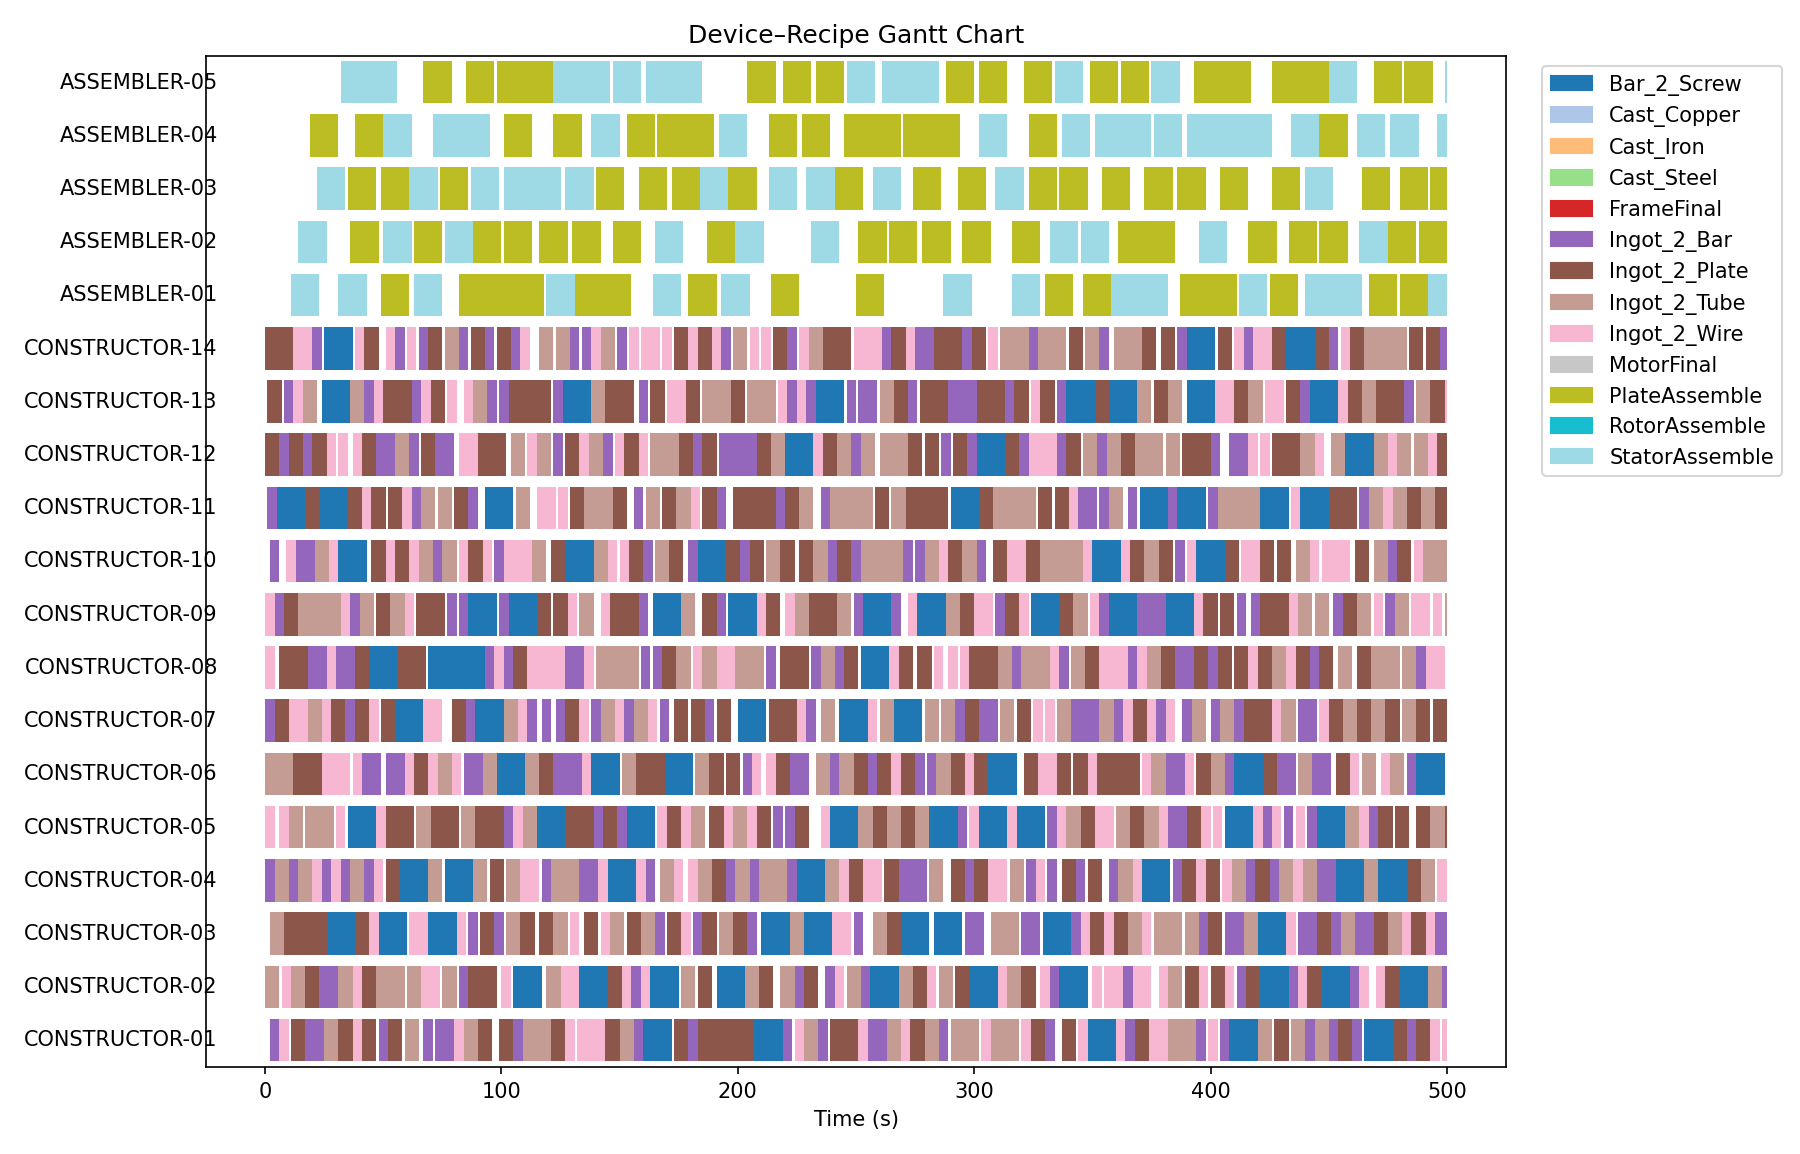 Device–Recipe Gantt Chart
ASSEMBLER-05
ASSEMBLER-04
ASSEMBLER-03
ASSEMBLER-02
ASSEMBLER-01
CONSTRUCTOR-14
CONSTRUCTOR-13
CONSTRUCTOR-12
CONSTRUCTOR-11
CONSTRUCTOR-10
CONSTRUCTOR-09
CONSTRUCTOR-08
CONSTRUCTOR-07
CONSTRUCTOR-06
CONSTRUCTOR-05
CONSTRUCTOR-04
CONSTRUCTOR-03
CONSTRUCTOR-02
CONSTRUCTOR-01
0 100 200 300 400 500
Time (s)
Bar_2_Screw
Cast_Copper
Cast_Iron
Cast_Steel
FrameFinal
Ingot_2_Bar
Ingot_2_Plate
Ingot_2_Tube
Ingot_2_Wire
MotorFinal
PlateAssemble
RotorAssemble
StatorAssemble